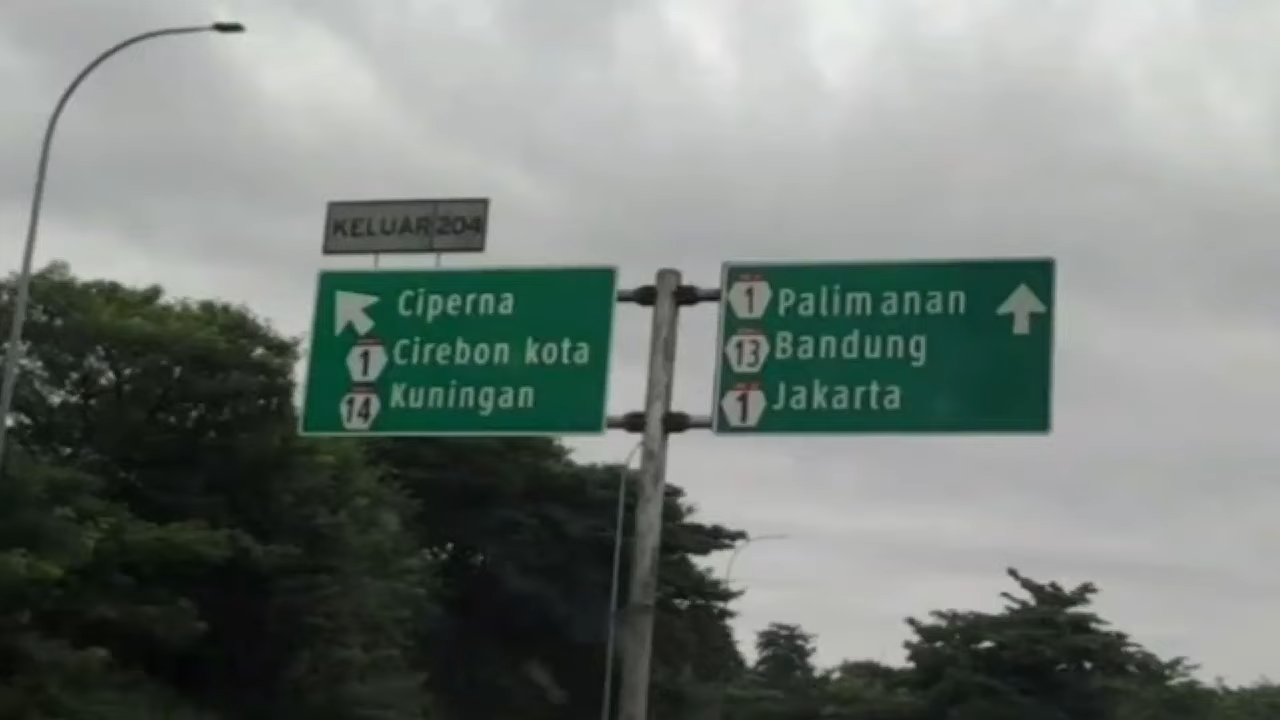 KELUAR 204
Ciperna
1 Cirebon kota
14 Kuningan
1 Palimanan
13 Bandung
1 Jakarta